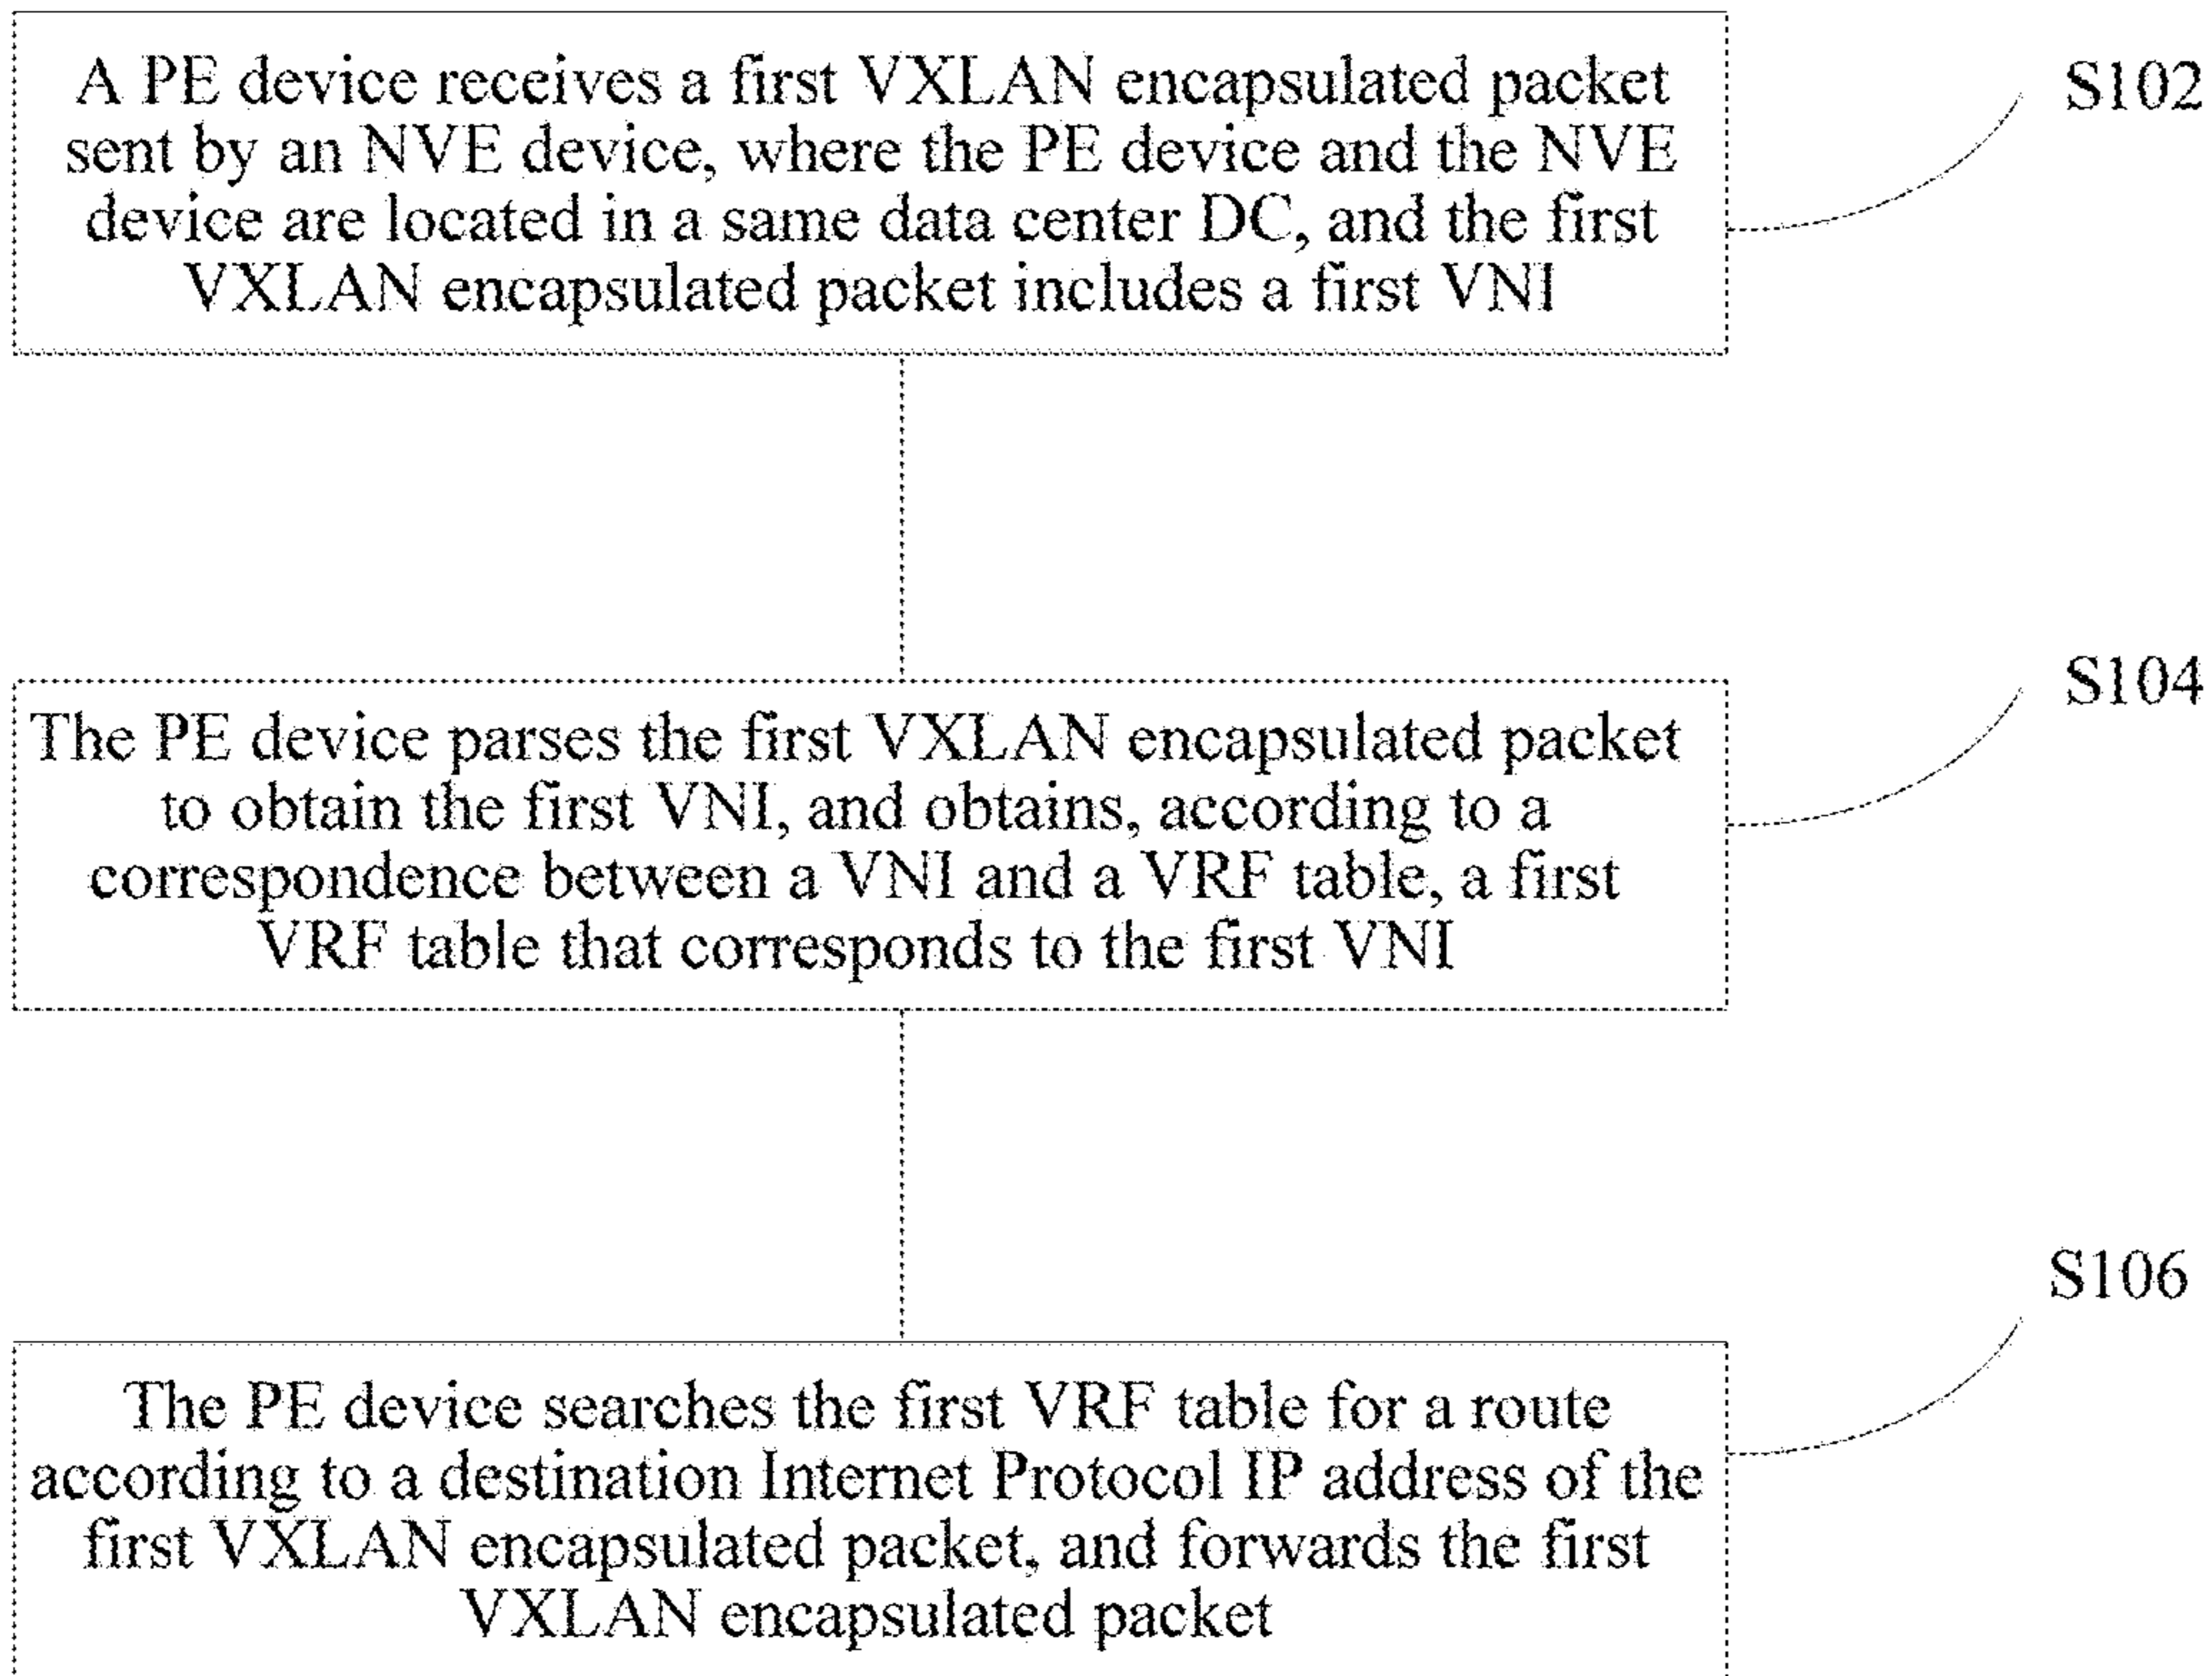 A PE device receives a first VXLAN encapsulated packet
sent by an NVE device, where the PE device and the NVE
device are located in a same data center DC, and the first
VXLAN encapsulated packet includes a first VNI
S102
The PE device parses the first VXLAN encapsulated packet
to obtain the first VNI, and obtains, according to a
correspondence between a VNI and a VRF table, a first
VRF table that corresponds to the first VNI
S104
The PE device searches the first VRF table for a route
according to a destination Internet Protocol IP address of the
first VXLAN encapsulated packet, and forwards the first
VXLAN encapsulated packet
S106